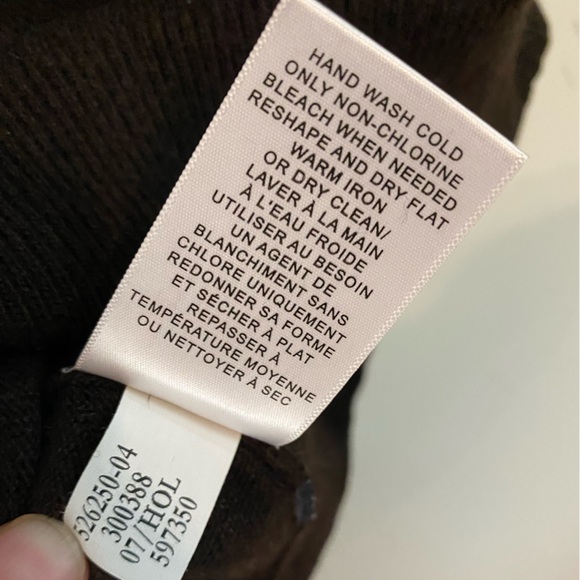 HAND WASH COLD
ONLY NON-CHLORINE
BLEACH WHEN NEEDED
RESHAPE AND DRY FLAT
WARM IRON
OR DRY CLEAN/
LAVER À LA MAIN
À L'EAU FROIDE
UTILISER AU BESOIN
UN AGENT DE
BLANCHIMENT SANS
CHLORE UNIQUEMENT
REDONNER SA FORME
ET SÉCHER À PLAT
REPASSER À
TEMPÉRATURE MOYENNE
OU NETTOYER À SEC
526250-04
300388
07/HOL
597350